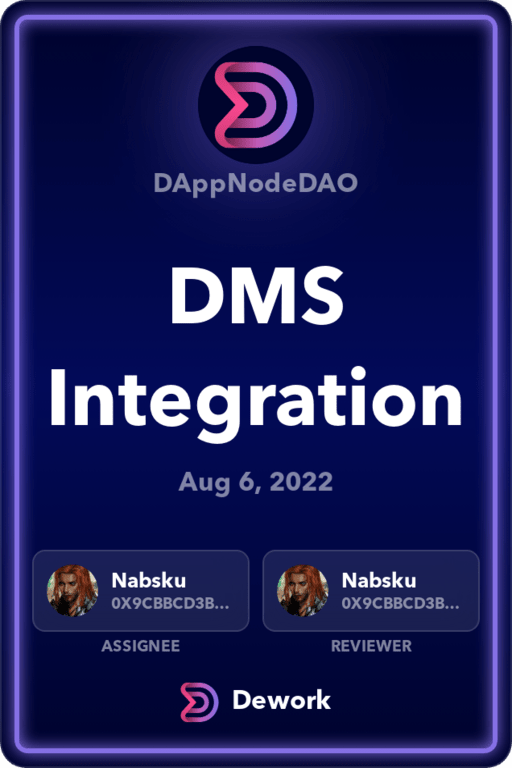 DAppNodeDAO
DMS
Integration
Aug 6, 2022
Nabsku
0X9CBBCD3B...
ASSIGNEE
Nabsku
0X9CBBCD3B...
REVIEWER
Dework